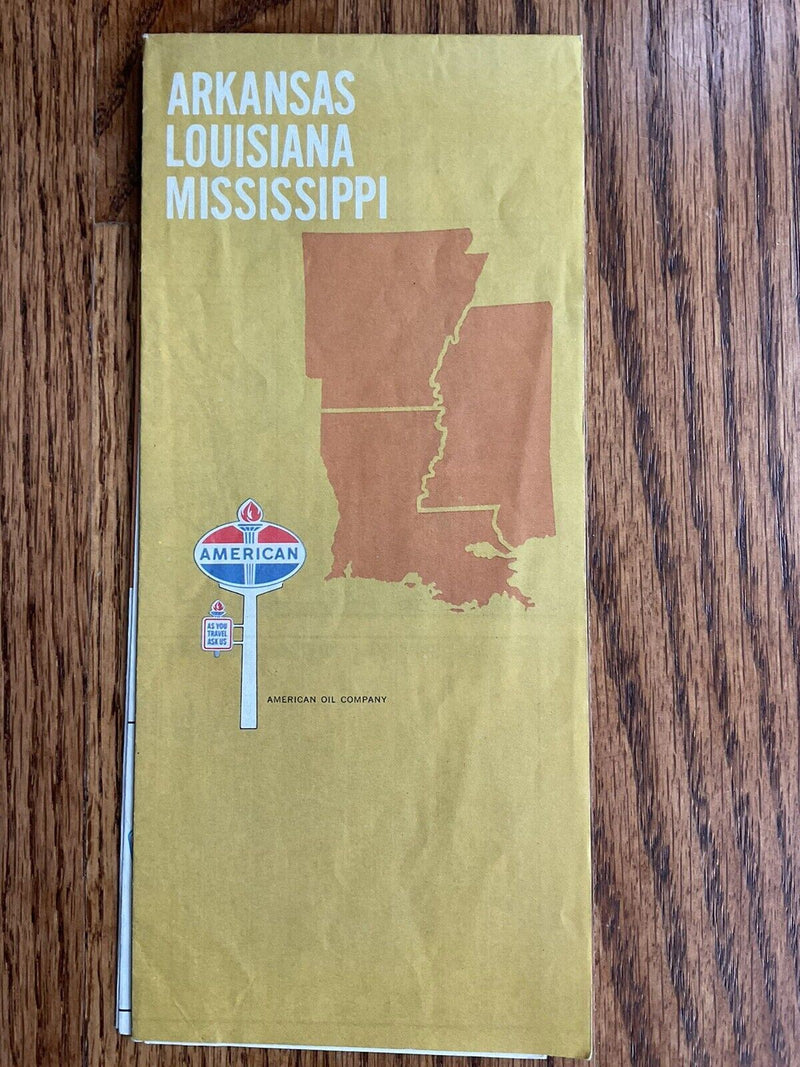 ARKANSAS
LOUISIANA
MISSISSIPPI
AMERICAN
AS YOU
TRAVEL
ASK US
AMERICAN OIL COMPANY